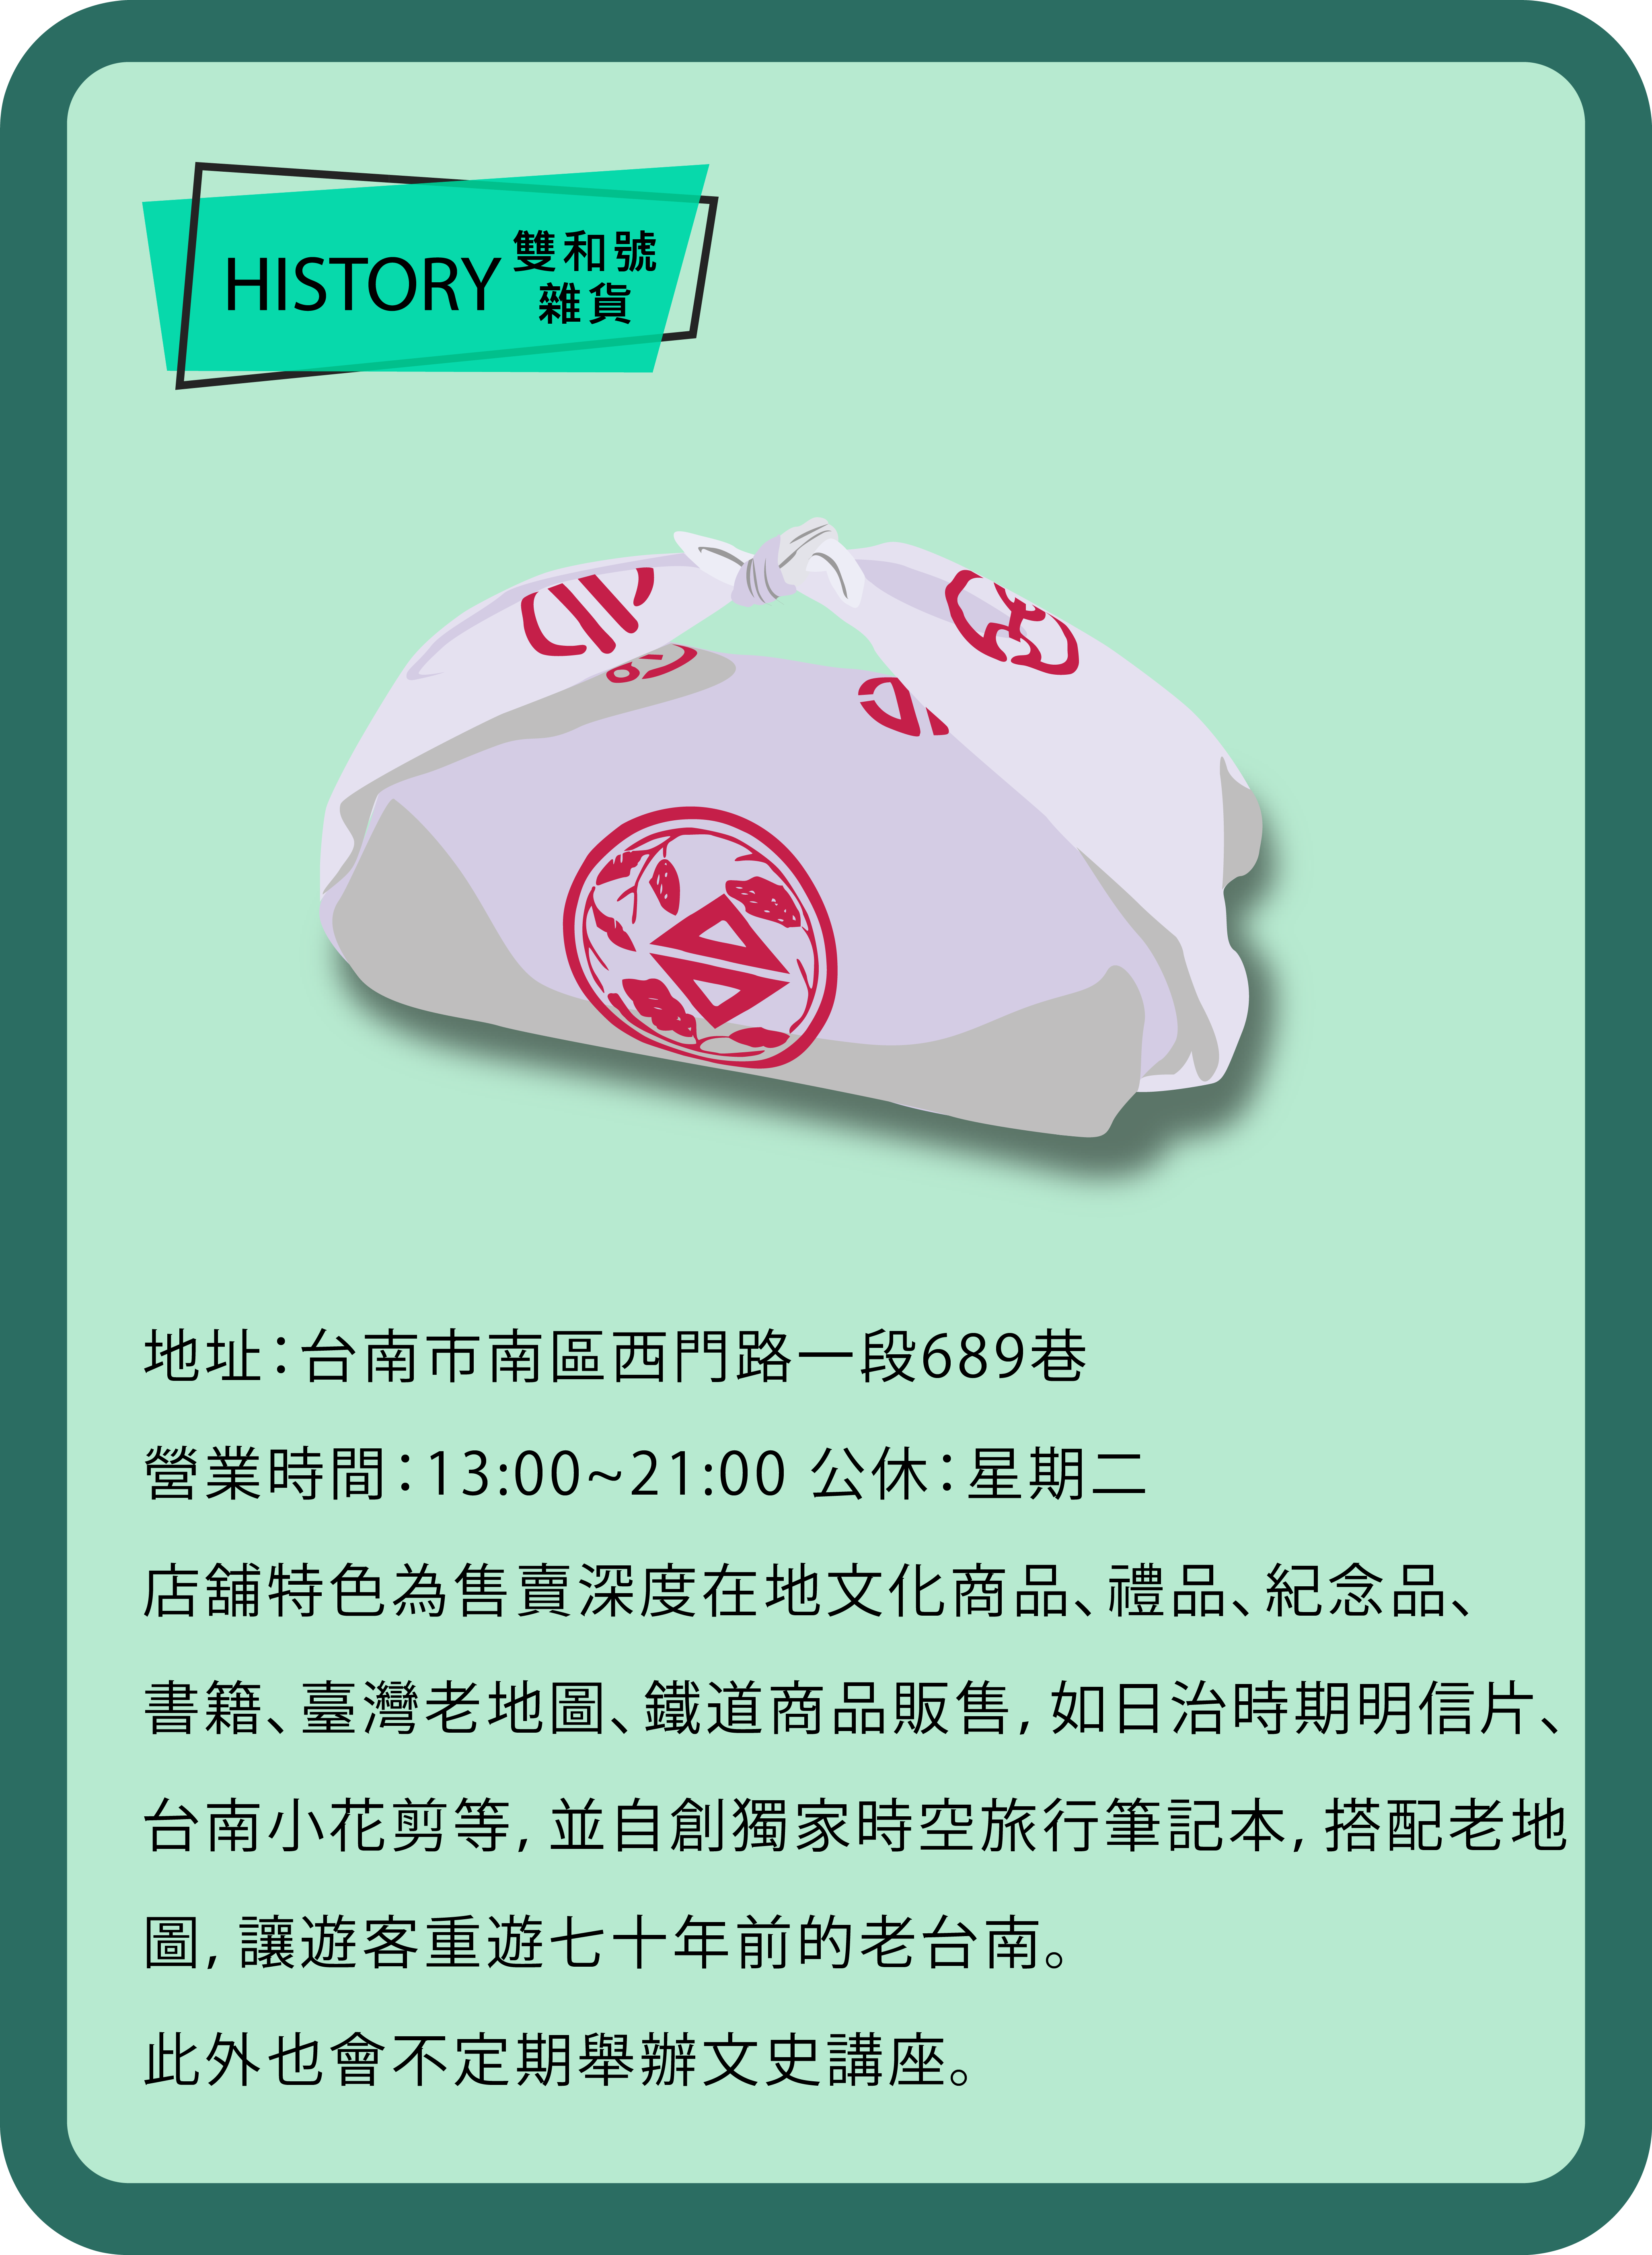 HISTORY 雙和號
雜貨
地址：台南市南區西門路一段689巷
營業時間：13:00~21:00 公休：星期二
店舖特色為售賣深度在地文化商品、禮品、紀念品、
書籍、臺灣老地圖、鐵道商品販售，如日治時期明信片、
台南小花剪等，並自創獨家時空旅行筆記本，搭配老地
圖，讓遊客重遊七十年前的老台南。
此外也會不定期舉辦文史講座。